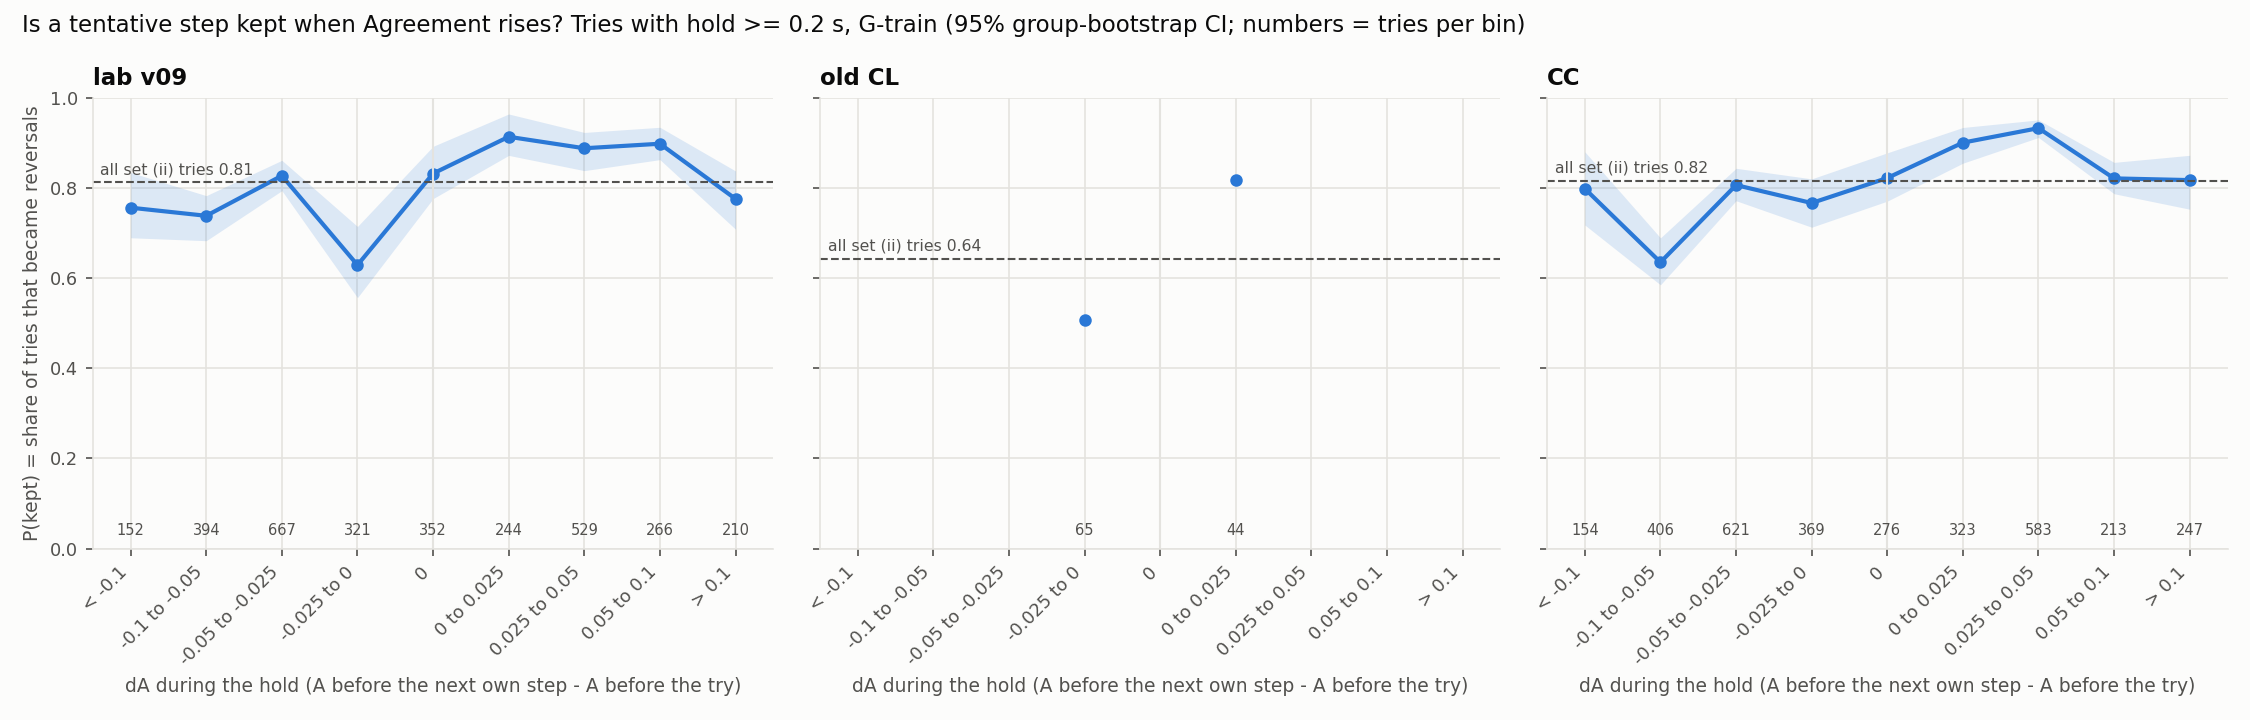 Is a tentative step kept when Agreement rises? Tries with hold >= 0.2 s, G-train (95% group-bootstrap CI; numbers = tries per bin)
lab v09
P(kept) = share of tries that became reversals
1.0
0.8
0.6
0.4
0.2
0.0
all set (ii) tries 0.81
152 394 667 321 352 244 529 266 210
< -0.1
-0.1 to -0.05
-0.05 to -0.025
-0.025 to 0
0
0 to 0.025
0.025 to 0.05
0.05 to 0.1
> 0.1
dA during the hold (A before the next own step - A before the try)
old CL
all set (ii) tries 0.64
65 44
< -0.1
-0.1 to -0.05
-0.05 to -0.025
-0.025 to 0
0
0 to 0.025
0.025 to 0.05
0.05 to 0.1
> 0.1
dA during the hold (A before the next own step - A before the try)
CC
all set (ii) tries 0.82
154 406 621 369 276 323 583 213 247
< -0.1
-0.1 to -0.05
-0.05 to -0.025
-0.025 to 0
0
0 to 0.025
0.025 to 0.05
0.05 to 0.1
> 0.1
dA during the hold (A before the next own step - A before the try)